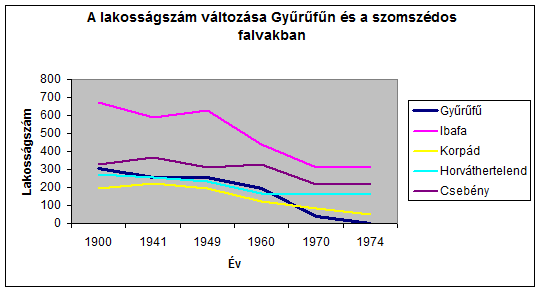 A lakosságszám változása Gyűrűfűn és a szomszédos
falvakban
Lakosságszám
800
700
600
500
400
300
200
100
0
1900 1941 1949 1960 1970 1974
Év
Gyűrűfű
Ibafa
Korpád
Horváthertelend
Csebény